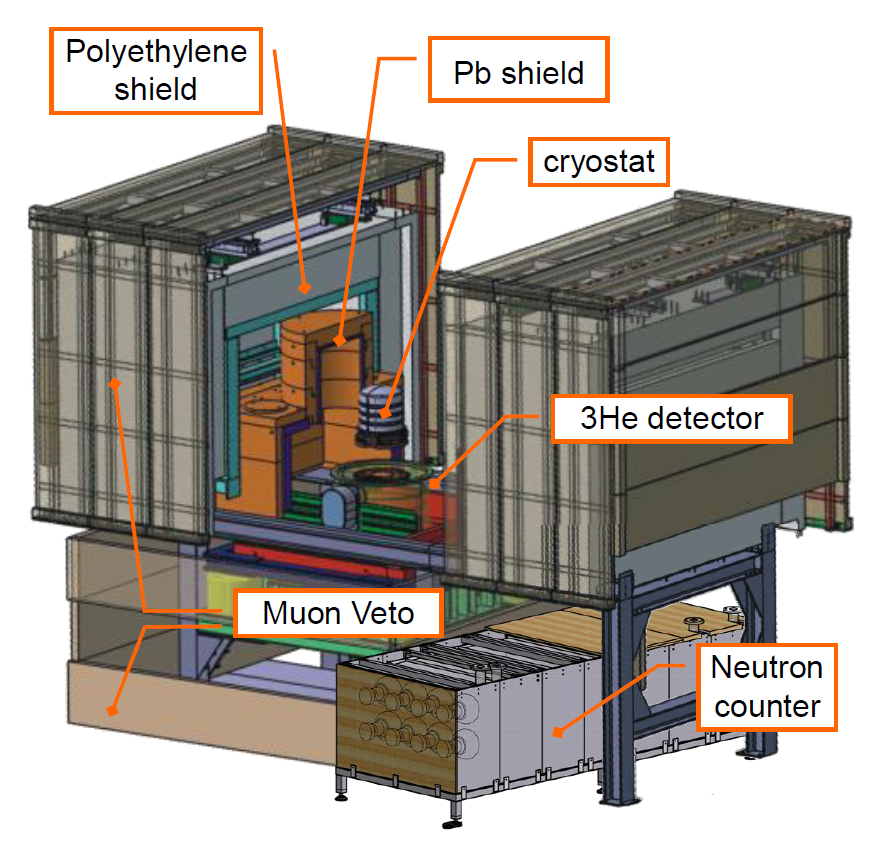 Polyethylene
shield
Pb shield
cryostat
3He detector
Muon Veto
Neutron
counter